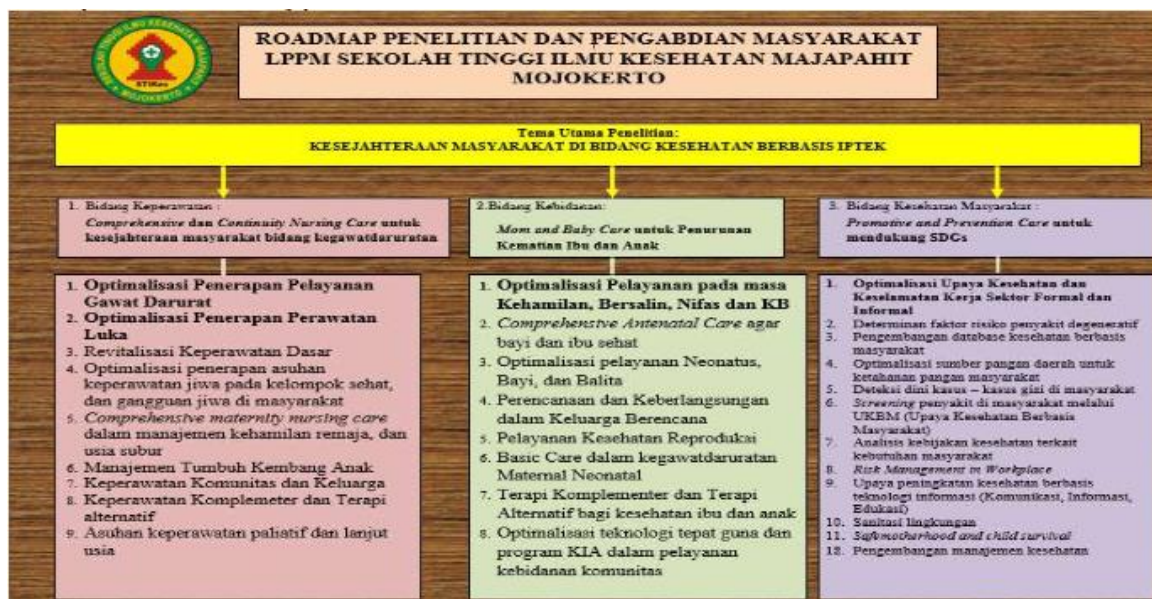 ROADMAP PENELITIAN DAN PENGABDIAN MASYARAKAT
LPPM SEKOLAH TINGGI ILMU KESEHATAN MAJAPAHIT
MOJOKERTO
SEKOLAH TINGGI ILMU KESEHATAN MAJAPAHIT
STIKes
MOJOKERTO
Tema Utama Penelitian:
KESEJAHTERAAN MASYARAKAT DI BIDANG KESEHATAN BERBASIS IPTEK
1. Bidang Keperawatan :
Comprehensive dan Continuity Nursing Care untuk
kesejahteraan masyarakat bidang kegawatdaruratan
1. Optimalisasi Penerapan Pelayanan
Gawat Darurat
2. Optimalisasi Penerapan Perawatan
Luka
3. Revitalisasi Keperawatan Dasar
4. Optimalisasi penerapan asuhan
keperawatan jiwa pada kelompok sehat,
dan gangguan jiwa di masyarakat
5. Comprehensive maternity nursing care
dalam manajemen kehamilan remaja, dan
usia subur
6. Manajemen Tumbuh Kembang Anak
7. Keperawatan Komunitas dan Keluarga
8. Keperawatan Komplemeter dan Terapi
alternatif
9. Asuhan keperawatan paliatif dan lanjut
usia
2.Bidang Kebidanan:
Mom and Baby Care untuk Penurunan
Kematian Ibu dan Anak
1. Optimalisasi Pelayanan pada masa
Kehamilan, Bersalin, Nifas dan KB
2. Comprehensive Antenatal Care agar
bayi dan ibu sehat
3. Optimalisasi pelayanan Neonatus,
Bayi, dan Balita
4. Perencanaan dan Keberlangsungan
dalam Keluarga Berencana
5. Pelayanan Kesehatan Reproduksi
6. Basic Care dalam kegawatdaruratan
Maternal Neonatal
7. Terapi Komplementer dan Terapi
Alternatif bagi kesehatan ibu dan anak
8. Optimalisasi teknologi tepat guna dan
program KIA dalam pelayanan
kebidanan komunitas
3. Bidang Kesehatan Masyarakat :
Promotive and Prevention Care untuk
mendukung SDGs
1. Optimalisasi Upaya Kesehatan dan
Keselamatan Kerja Sektor Formal dan
Informal
2. Determinan faktor risiko penyakit degeneratif
3. Pengembangan database kesehatan berbasis
masyarakat
4. Optimalisasi sumber pangan daerah untuk
ketahanan pangan masyarakat
5. Deteksi dini kasus – kasus gizi di masyarakat
6. Screening penyakit di masyarakat melalui
UKBM (Upaya Kesehatan Berbasis
Masyarakat)
7. Analisis kebijakan kesehatan terkait
kebutuhan masyarakat
8. Risk Management in Workplace
9. Upaya peningkatan kesehatan berbasis
teknologi informasi (Komunikasi, Informasi,
Edukasi)
10. Sanitasi lingkungan
11. Safemotherhood and child survival
12. Pengembangan manajemen kesehatan